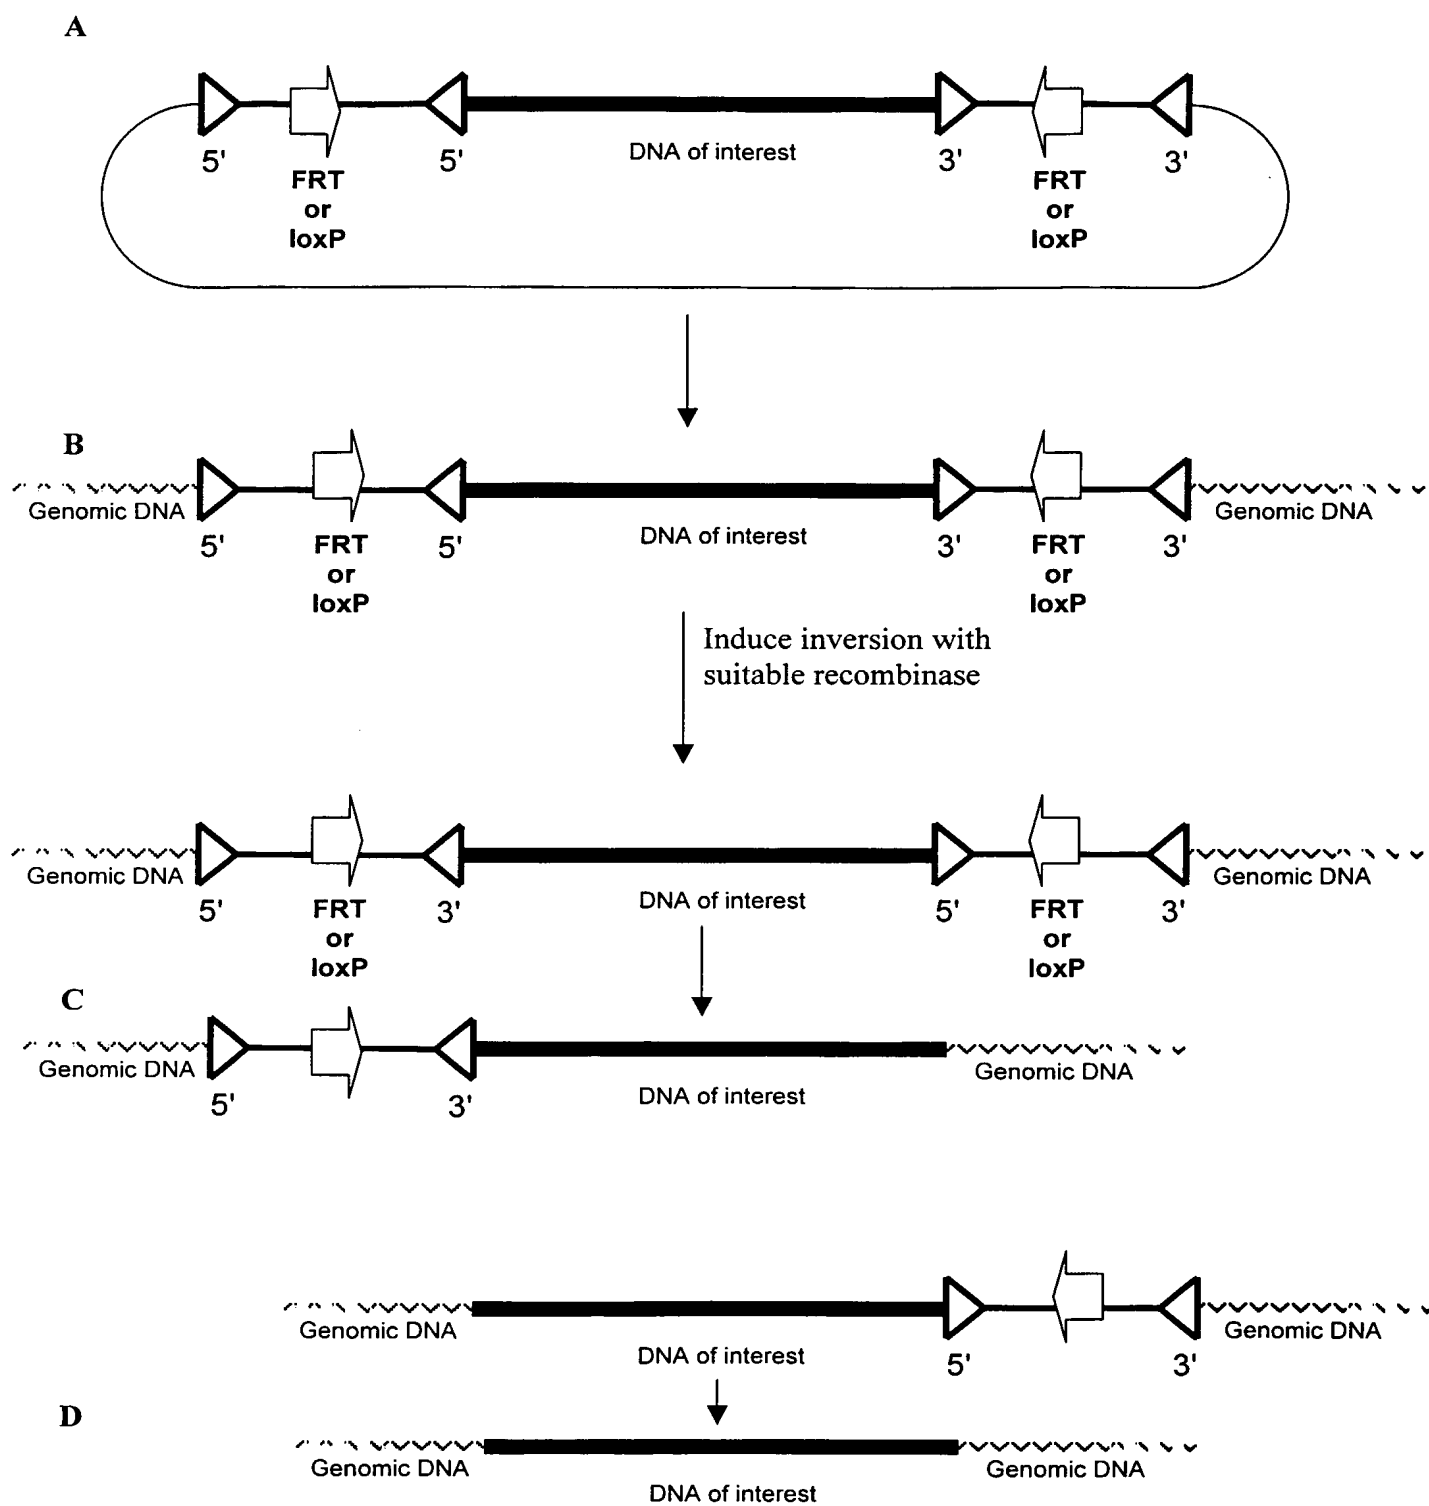 A
5' 5' DNA of interest 3' 3'
FRT FRT
or or
loxP loxP
B
Genomic DNA DNA of interest Genomic DNA
5' FRT 5' 3' FRT 3'
or or
loxP loxP
Induce inversion with
suitable recombinase
Genomic DNA DNA of interest Genomic DNA
5' FRT 3' 5' FRT 3'
or or
loxP loxP
C
Genomic DNA Genomic DNA
5' 3' DNA of interest
Genomic DNA Genomic DNA
DNA of interest 5' 3'
D
Genomic DNA Genomic DNA
DNA of interest